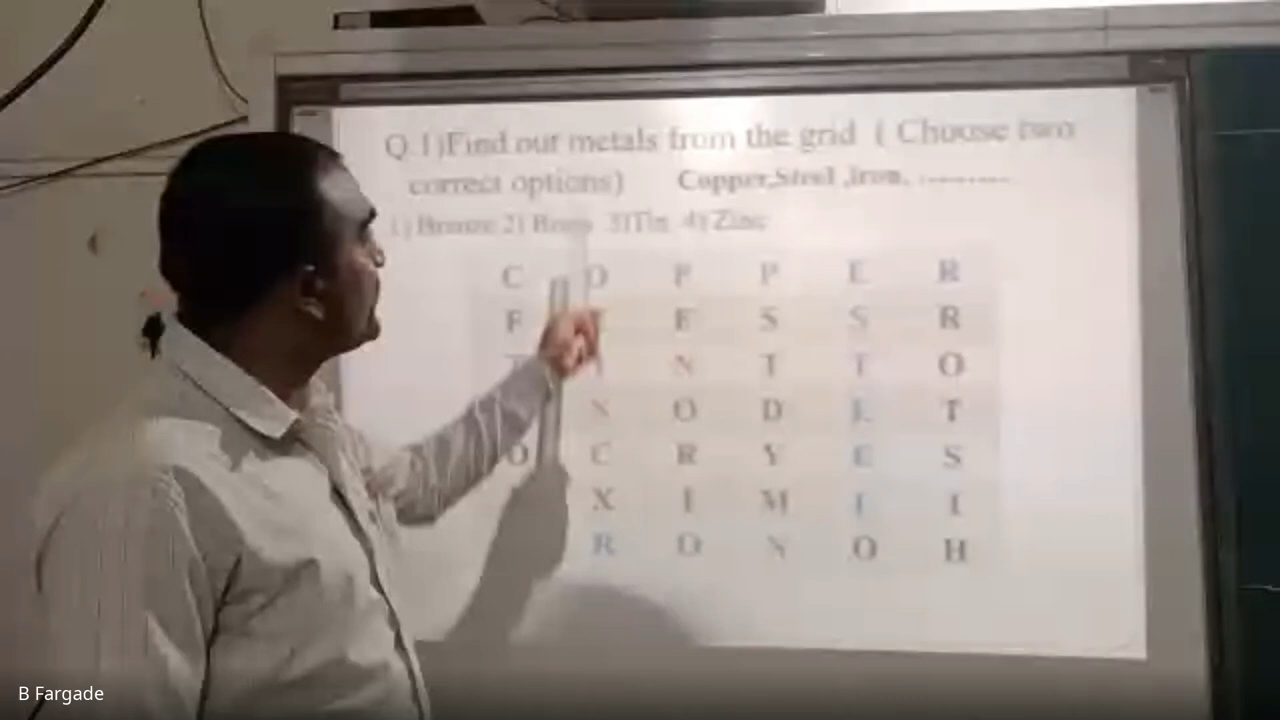 Q.1)Find out metals from the grid ( Choose two
correct options) Copper,Steel ,Iron, ----------
1) Bronze 2) Brass 3)Tin 4) Zinc
C O P P E R
F E S S R
N T T O
N O D E T
O C R Y E S
X I M I
R O N O H
B Fargade